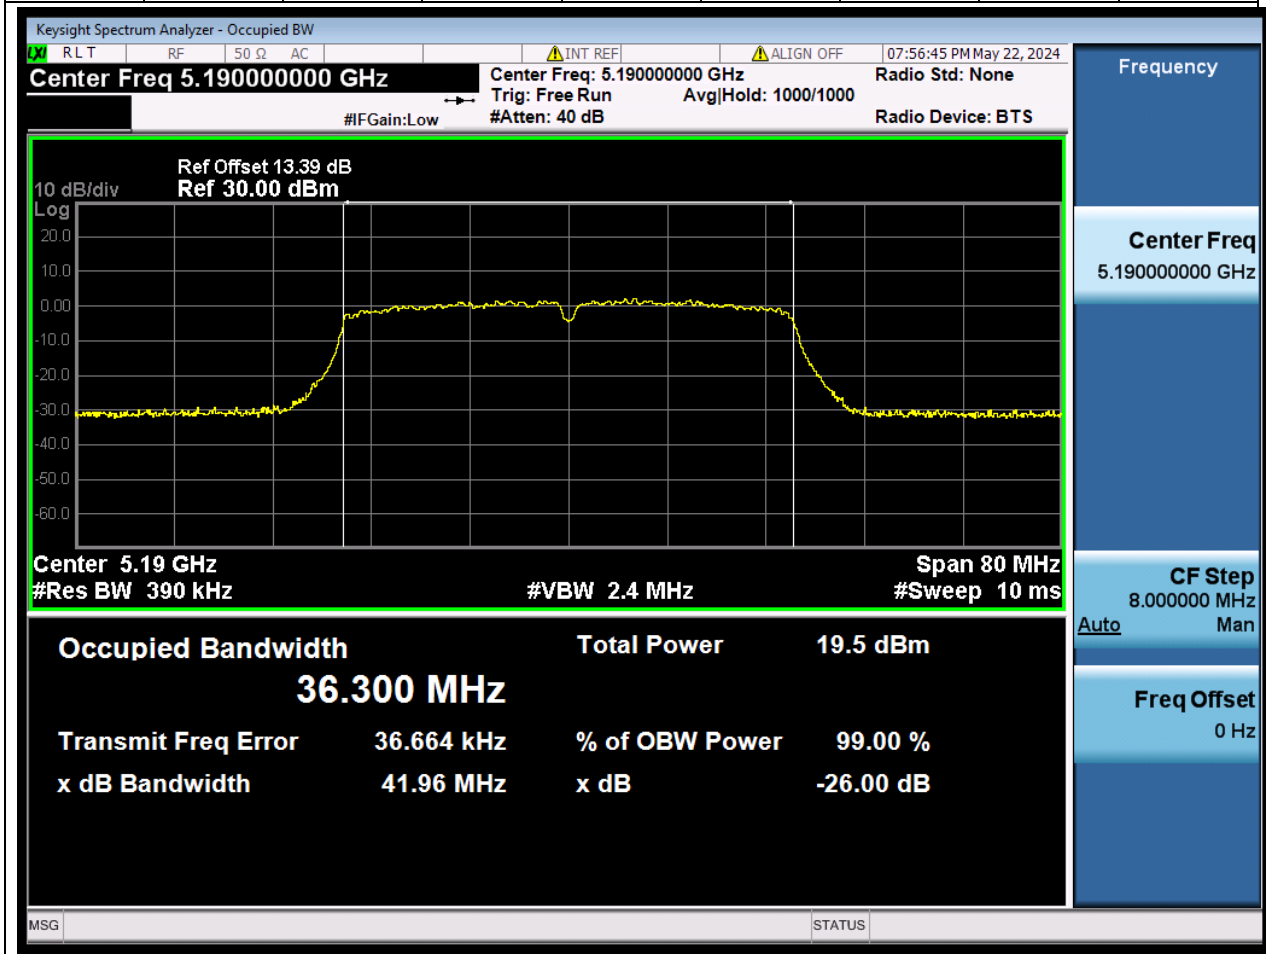 Keysight Spectrum Analyzer - Occupied BW
LXI RLT RF 50 Ω AC INT REF ALIGN OFF 07:56:45 PM May 22, 2024
Center Freq 5.190000000 GHz
Center Freq: 5.190000000 GHz
Radio Std: None
Trig: Free Run Avg|Hold: 1000/1000
#IFGain:Low
#Atten: 40 dB
Radio Device: BTS
Ref Offset 13.39 dB
10 dB/div Ref 30.00 dBm
Log
20.0
10.0
0.00
-10.0
-20.0
-30.0
-40.0
-50.0
-60.0
Center 5.19 GHz Span 80 MHz
#Res BW 390 kHz #VBW 2.4 MHz #Sweep 10 ms
Occupied Bandwidth Total Power 19.5 dBm
36.300 MHz
Transmit Freq Error 36.664 kHz % of OBW Power 99.00 %
x dB Bandwidth 41.96 MHz x dB -26.00 dB
Frequency
Center Freq
5.190000000 GHz
CF Step
8.000000 MHz
Auto Man
Freq Offset
0 Hz
MSG STATUS